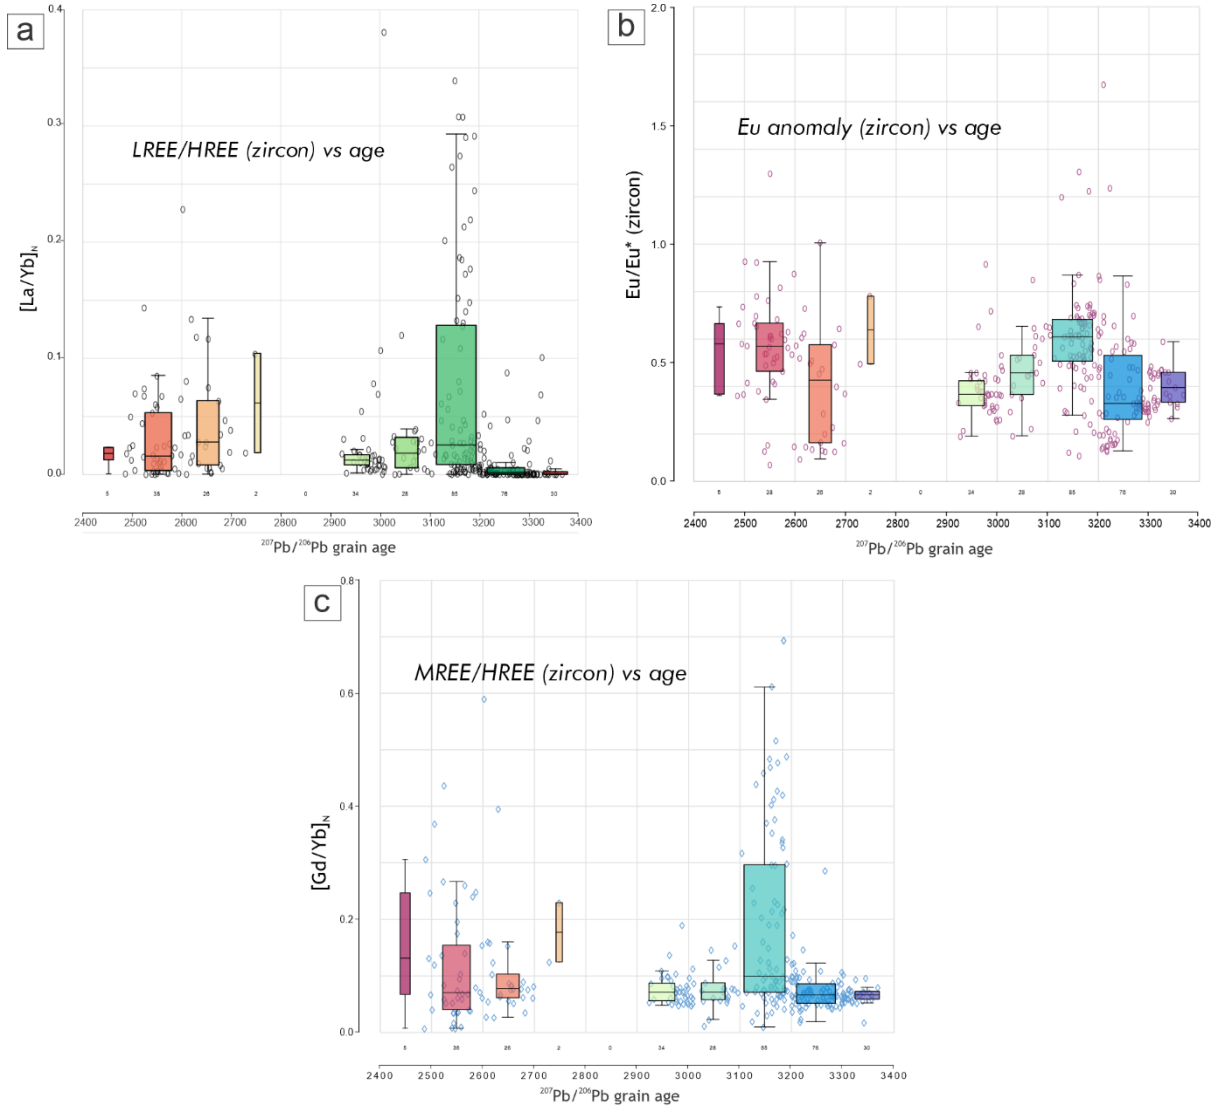 a
0.4
0.3
0.2
0.1
0.0
[La/Yb]N
LREE/HREE (zircon) vs age
5 38 26 2 0 34 28 85 78 30
2400 2500 2600 2700 2800 2900 3000 3100 3200 3300 3400
207Pb/206Pb grain age
b
2.0
1.5
1.0
0.5
0.0
Eu/Eu* (zircon)
Eu anomaly (zircon) vs age
2 0 34 28 85 78 30
2400 2500 2600 2700 2800 2900 3000 3100 3200 3300 3400
207Pb/206Pb grain age
c
0.8
0.6
0.4
0.2
0.0
[Gd/Yb]N
MREE/HREE (zircon) vs age
5 38 26 2 0 34 28 76 30
2400 2500 2600 2700 2800 2900 3000 3100 3200 3300 3400
207Pb/206Pb grain age